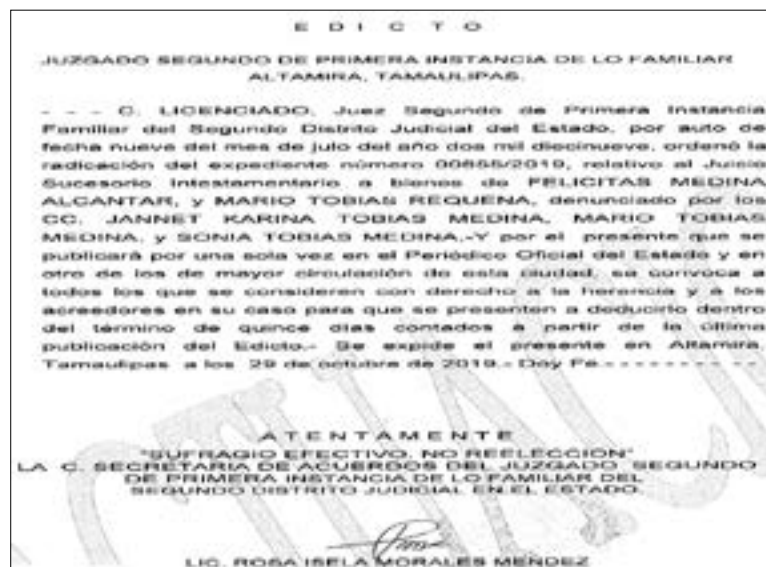 E D I C T O
JUZGADO SEGUNDO DE PRIMERA INSTANCIA DE LO FAMILIAR
ALTAMIRA, TAMAULIPAS.
- - - C. LICENCIADO, Juez Segundo de Primera Instancia
Familiar del Segundo Distrito Judicial del Estado, por auto de
fecha nueve del mes de julo del año dos mil diecinueve, ordenó la
radicación del expediente número 00855/2019, relativo al Juicio
Sucesorio Intestamentario a bienes de FELICITAS MEDINA
ALCANTAR, y MARIO TOBIAS REQUENA, denunciado por los
CC. JANNET KARINA TOBIAS MEDINA, MARIO TOBIAS
MEDINA, y SONIA TOBIAS MEDINA.-Y por el presente que se
publicará por una sola vez en el Periódico Oficial del Estado y en
otro de los de mayor circulación de esta ciudad, se convoca a
todos los que se consideren con derecho a la herencia y a los
acreedores en su caso para que se presenten a deducirlo dentro
del término de quince días contados a partir de la última
publicación del Edicto.- Se expide el presente en Altamira,
Tamaulipas a los 29 de octubre de 2019.- Doy Fe.- - - - - - - - - -
A T E N T A M E N T E
"SUFRAGIO EFECTIVO. NO REELECCIÓN"
LA C. SECRETARIA DE ACUERDOS DEL JUZGADO SEGUNDO
DE PRIMERA INSTANCIA DE LO FAMILIAR DEL
SEGUNDO DISTRITO JUDICIAL EN EL ESTADO.
LIC. ROSA ISELA MORALES MENDEZ